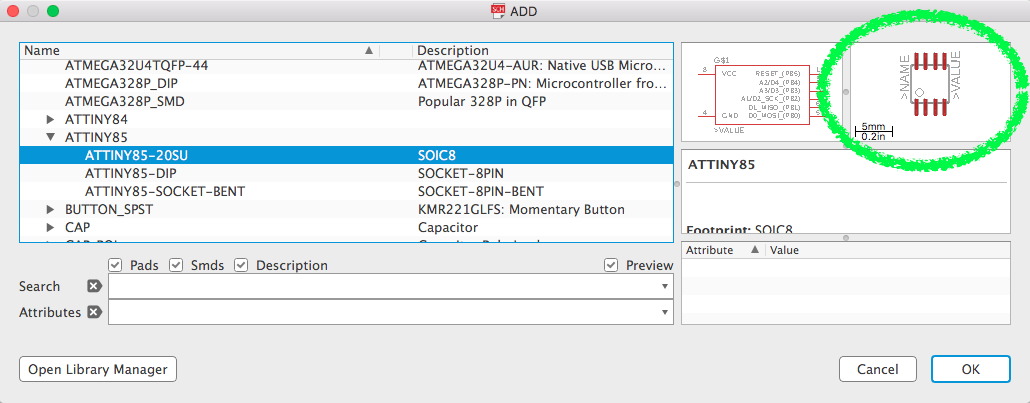 ADD
Name Description
ATMEGA32U4TQFP-44 ATMEGA32U4-AUR: Native USB Micro...
ATMEGA328P_DIP ATMEGA328P-PN: Microcontroller fro...
ATMEGA328P_SMD Popular 328P in QFP
ATTINY84
ATTINY85
ATTINY85-20SU SOIC8
ATTINY85-DIP SOCKET-8PIN
ATTINY85-SOCKET-BENT SOCKET-8PIN-BENT
BUTTON_SPST KMR221GLFS: Momentary Button
CAP Capacitor
Pads Smds Description Preview
Search
Attributes
Open Library Manager
G$1
8 VCC RESET_(PB5)
A2/D4_(PB4)
A3/D3_(PB3)
A1/D2_SCK_(PB2)
D1_MISO_(PB1)
4 GND D0_MOSI_(PB0)
>VALUE
>NAME
>VALUE
5mm
0.2in
ATTINY85
Footprint: SOIC8
Attribute Value
Cancel OK